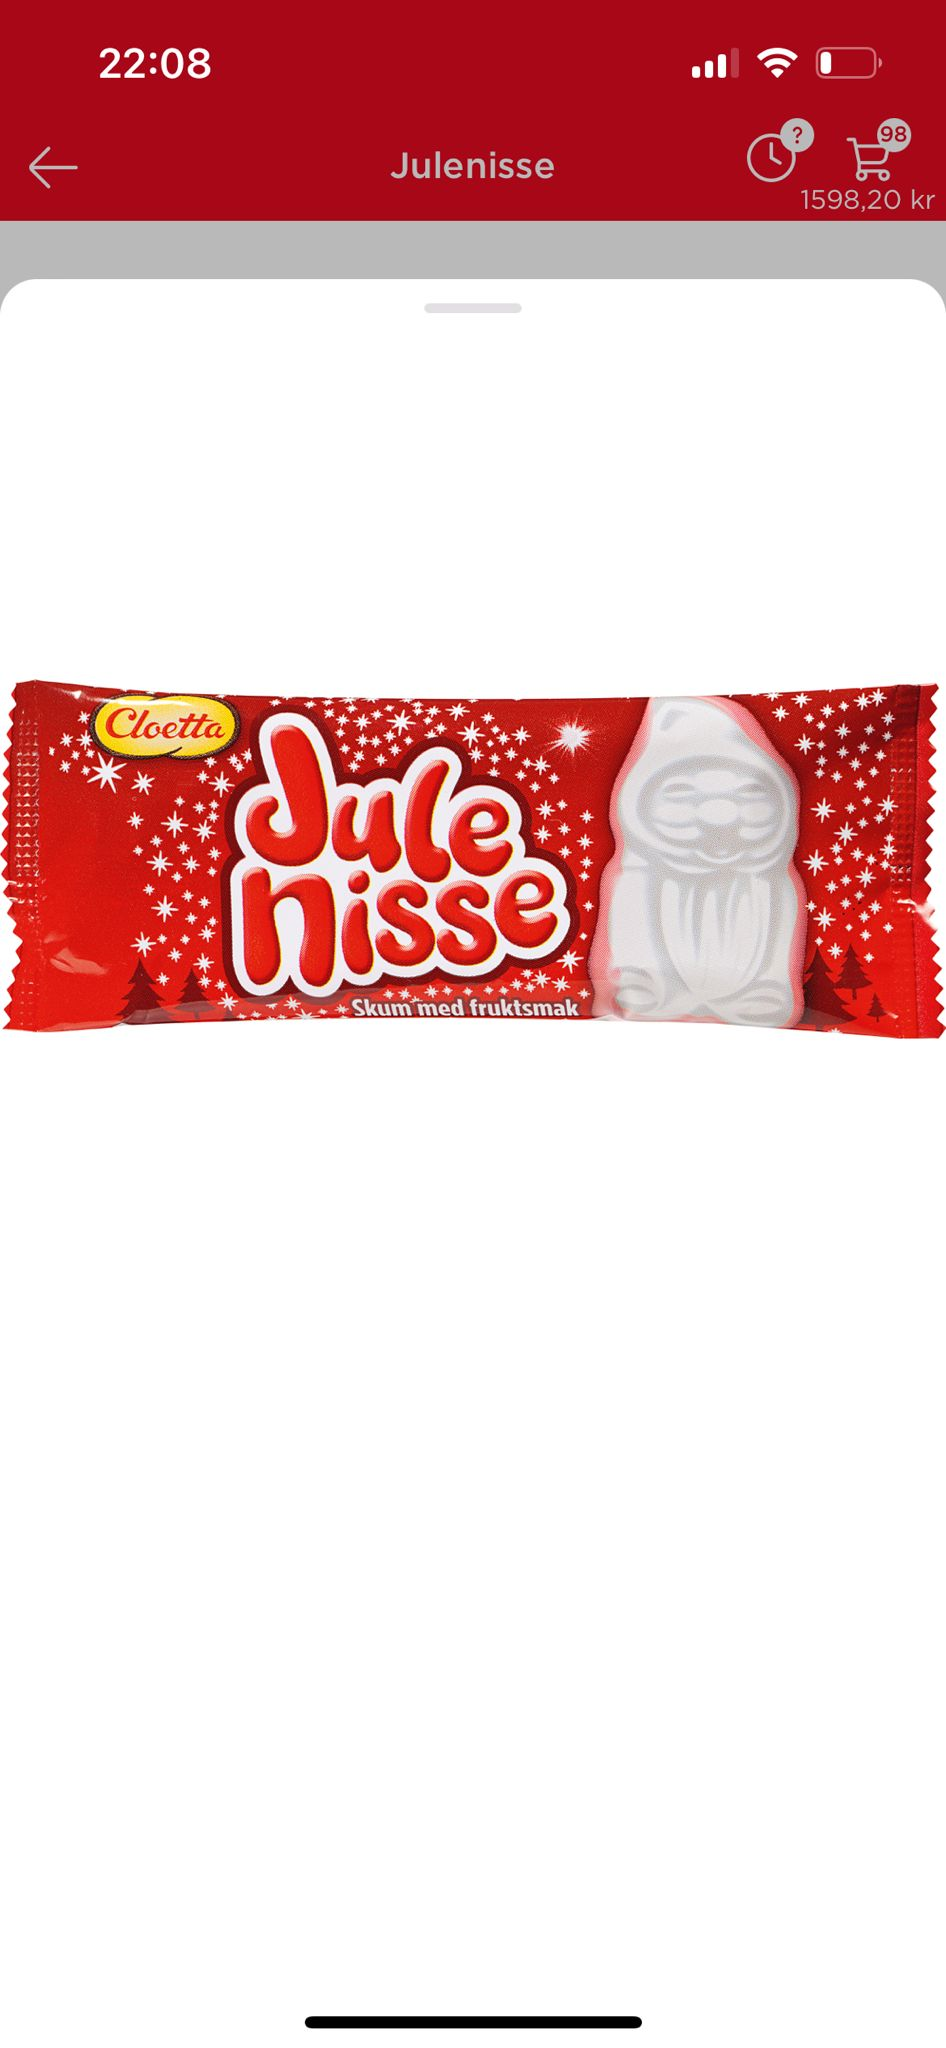 22:08
?
98
Julenisse
1598,20 kr
Cloetta
Jule
nisse
Skum med fruktsmak